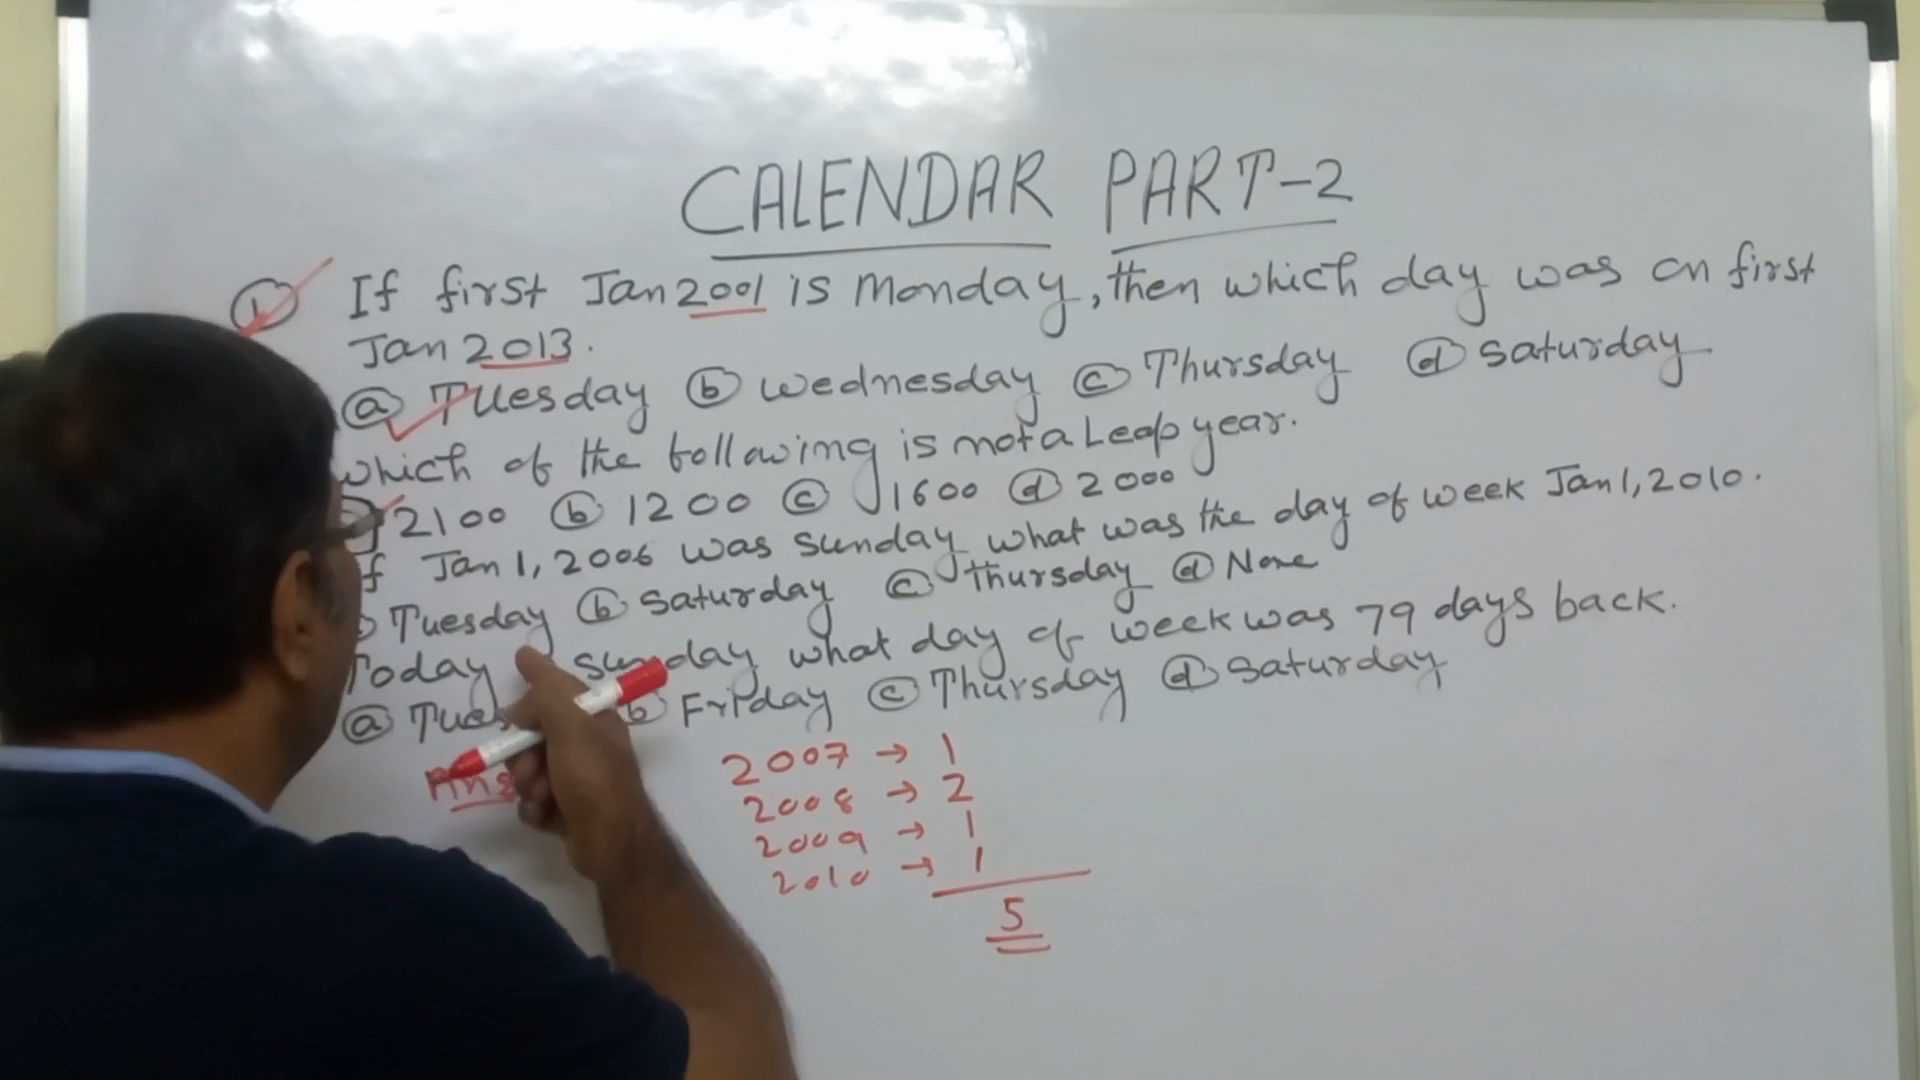 CALENDAR PART-2
1 If first Jan 2001 is Monday, then which day was on first
Jan 2013.
a Tuesday b Wednesday c Thursday d Saturday
which of the following is not a Leap year.
2100 b 1200 c 1600 d 2000
f Jan 1, 2006 was Sunday what was the day of week Jan 1, 2010.
Tuesday b Saturday c Thursday d None
Today sunday what day of week was 79 days back.
a Tues b Friday c Thursday d Saturday
Ans
2007 → 1
2008 → 2
2009 → 1
2010 → 1
5